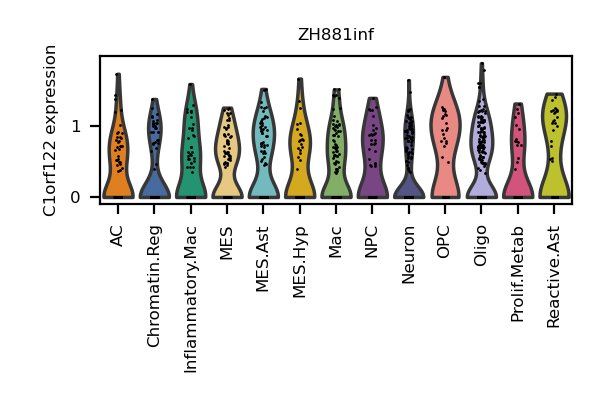 ZH881inf
C1orf122 expression
1
0
AC
Chromatin.Reg
Inflammatory.Mac
MES
MES.Ast
MES.Hyp
Mac
NPC
Neuron
OPC
Oligo
Prolif.Metab
Reactive.Ast